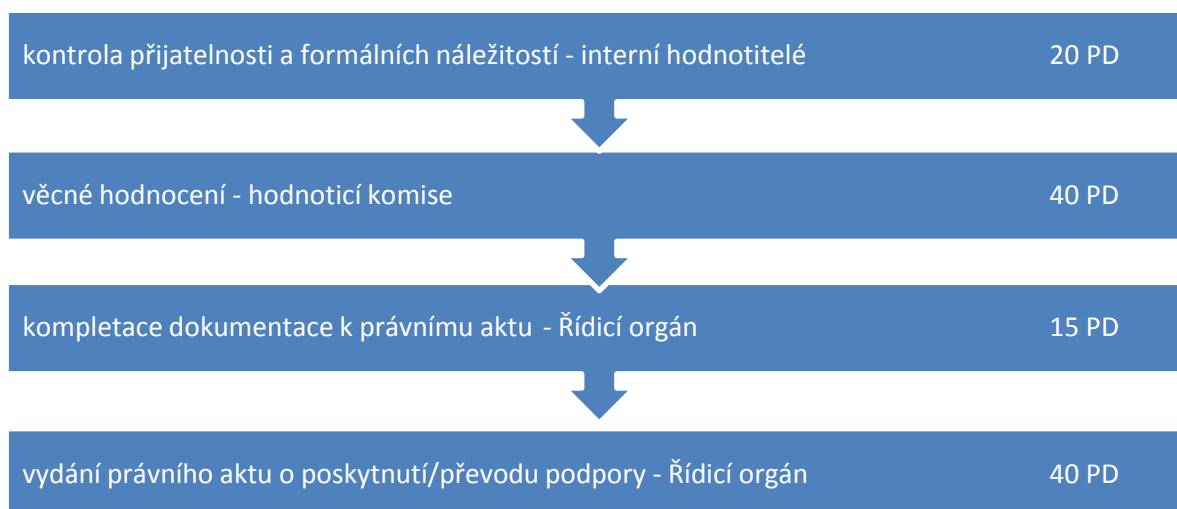 kontrola přijatelnosti a formálních náležitostí - interní hodnotitelé 20 PD
věcné hodnocení - hodnoticí komise 40 PD
kompletace dokumentace k právnímu aktu - Řídicí orgán 15 PD
vydání právního aktu o poskytnutí/převodu podpory - Řídicí orgán 40 PD